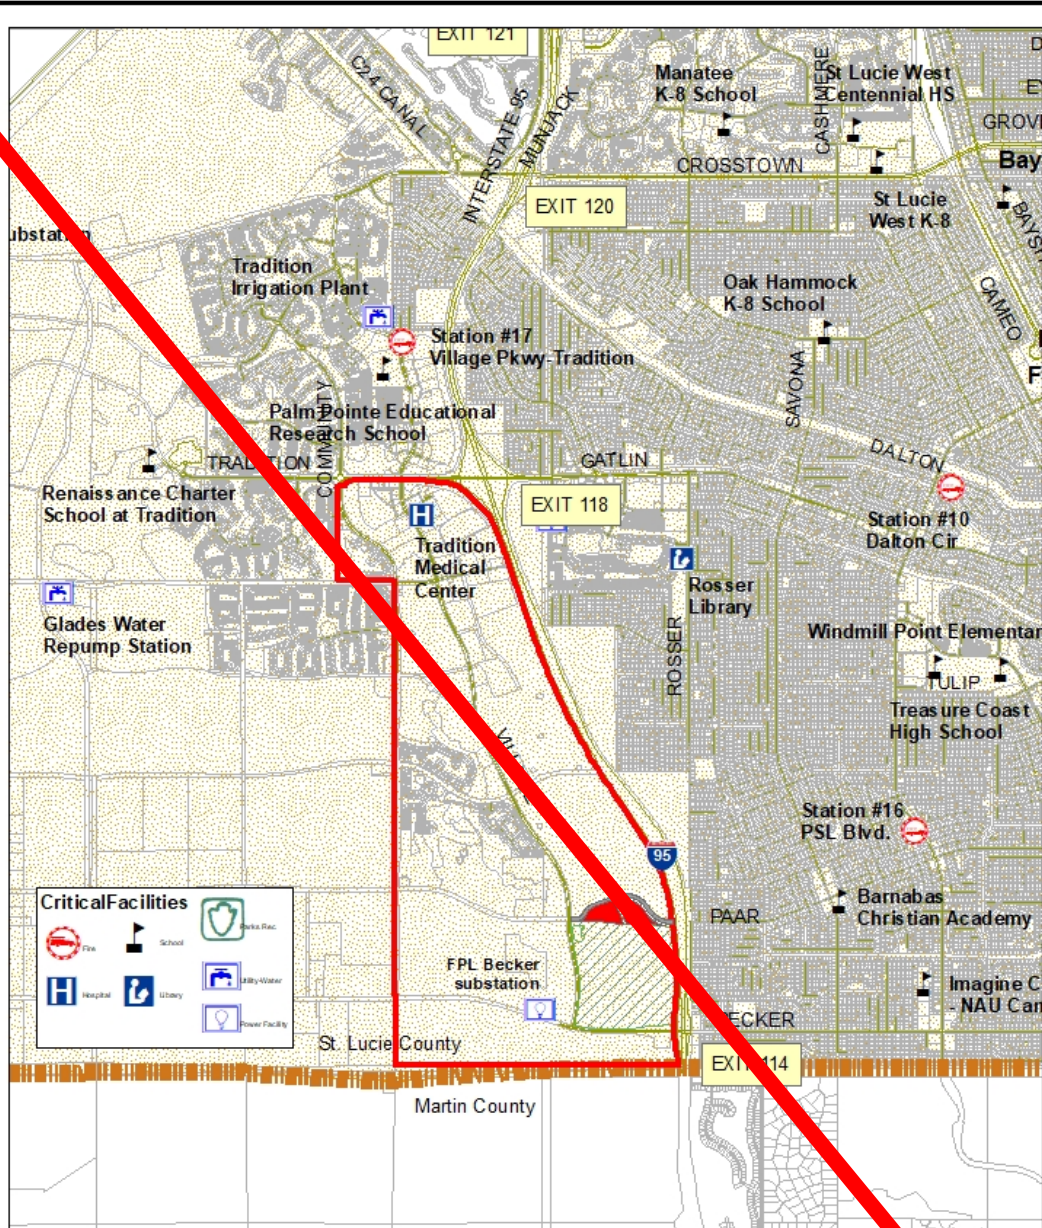 EXIT 121
C24 CANAL
INTERSTATE 95
MUNJACK
Manatee
K-8 School
CASHMERE
St Lucie West
Centennial HS
CROSSTOWN
EXIT 120
St Lucie
West K-8
CAMEO
Tradition
Irrigation Plant
Oak Hammock
K-8 School
Station #17
Village Pkwy-Tradition
SAVONA
COMMUNITY
Palm Pointe Educational
Research School
TRADITION
GATLIN
DALTON
Renaissance Charter
School at Tradition
EXIT 118
Station #10
Dalton Cir
Tradition
Medical
Center
Rosser
Library
Glades Water
Repump Station
ROSSER
TULIP
Treasure Coast
High School
Station #16
PSL Blvd.
95
Barnabas
Christian Academy
PAAR
CriticalFacilities
Fire
School
Parks Rec.
Hospital
Library
Utility-Water
Power Facility
FPL Becker
substation
Imagine
- NAU
St. Lucie County
Martin County